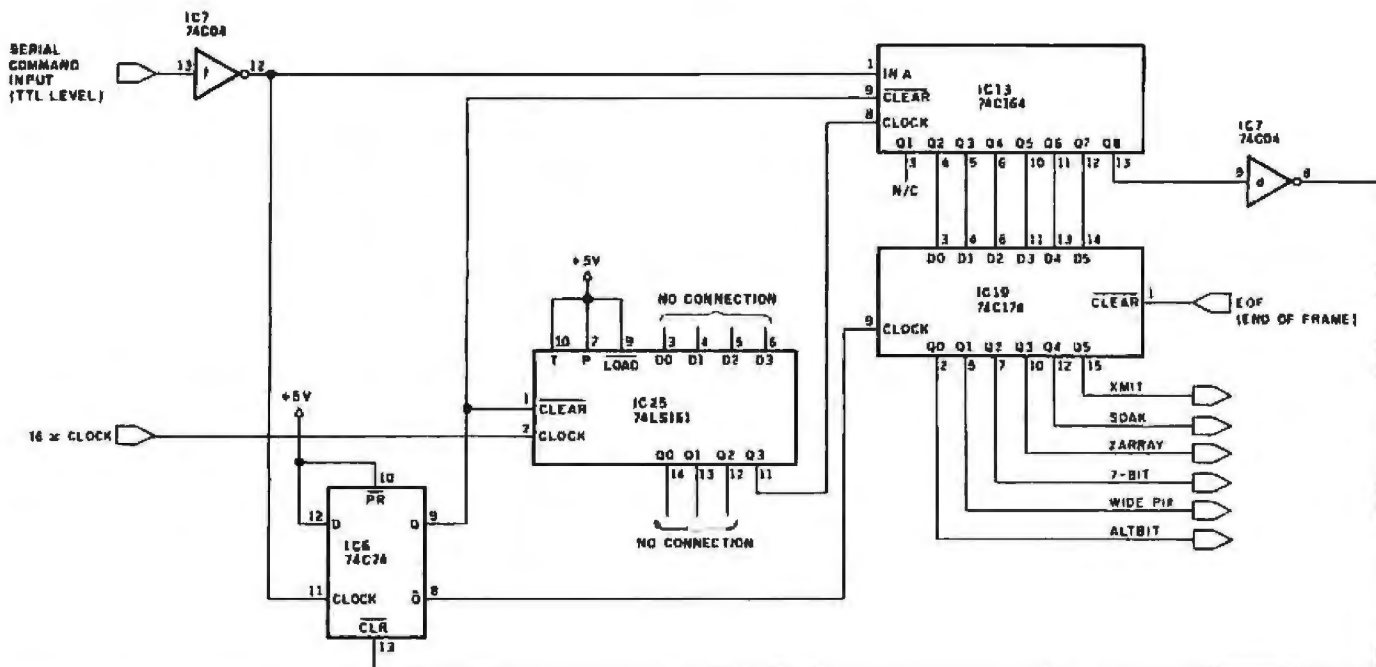 IC7
74C04
SERIAL
COMMAND
INPUT
(TTL LEVEL)
13
f
12
1
IN A
9
CLEAR
8
CLOCK
IC13
74C164
Q1 Q2 Q3 Q4 Q5 Q6 Q7 Q8
3 4 5 6 10 11 12 13
N/C
IC7
74C04
9
d
8
3 4 6 11 13 14
D0 D1 D2 D3 D4 D5
IC19
CLEAR
1
EOF
(END OF FRAME)
9
CLOCK
Q0 Q1 Q2 Q3 Q4 Q5
2 5 7 10 12 15
XMIT
SOAK
2ARRAY
7-BIT
WIDE PIX
ALTBIT
+5V
NO CONNECTION
10 7 9 3 4 5 6
T P LOAD D0 D1 D2 D3
1
CLEAR
IC25
74LS161
2
CLOCK
Q0 Q1 Q2 Q3
14 13 12 11
NO CONNECTION
16 x CLOCK
+5V
10
PR
12
D
Q
9
IC6
74C74
11
CLOCK
Q
8
CLR
13